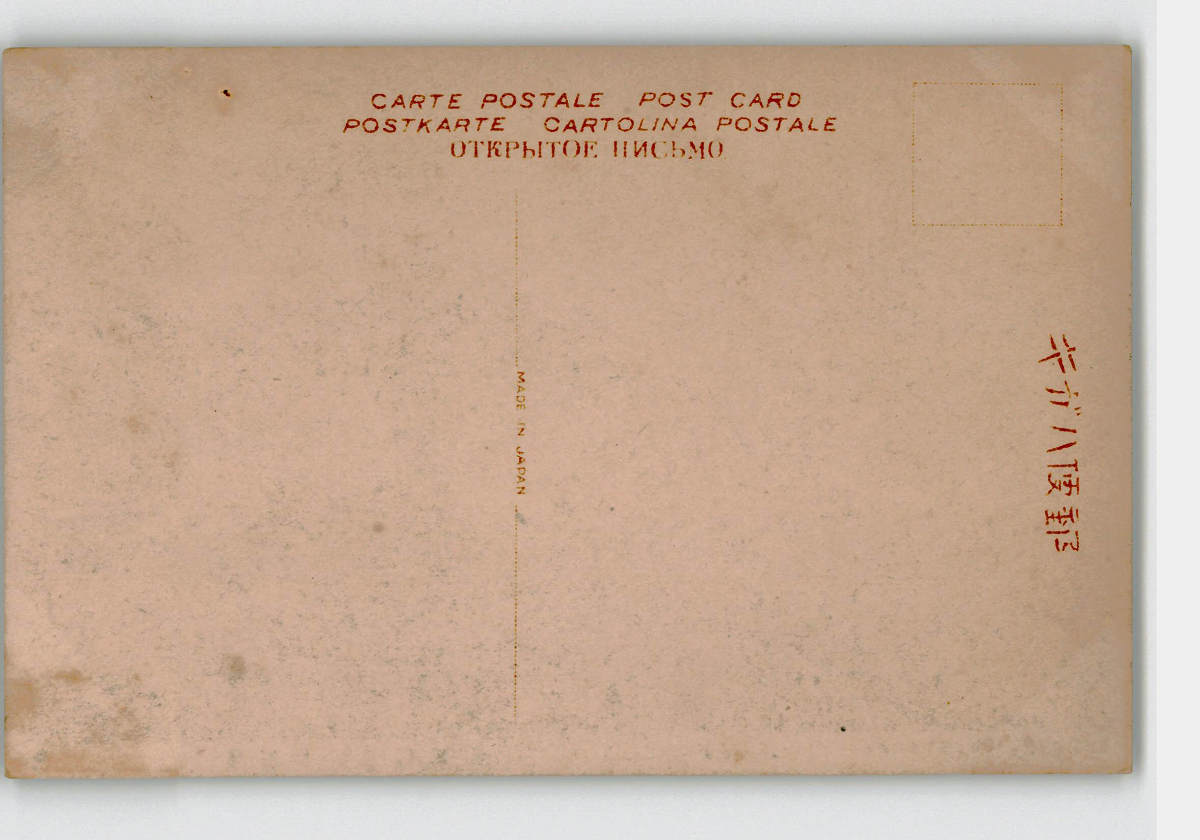 CARTE POSTALE POST CARD
POSTKARTE CARTOLINA POSTALE
ОТКРЫТОЕ ПИСЬМО
MADE IN JAPAN
キガハ便郵